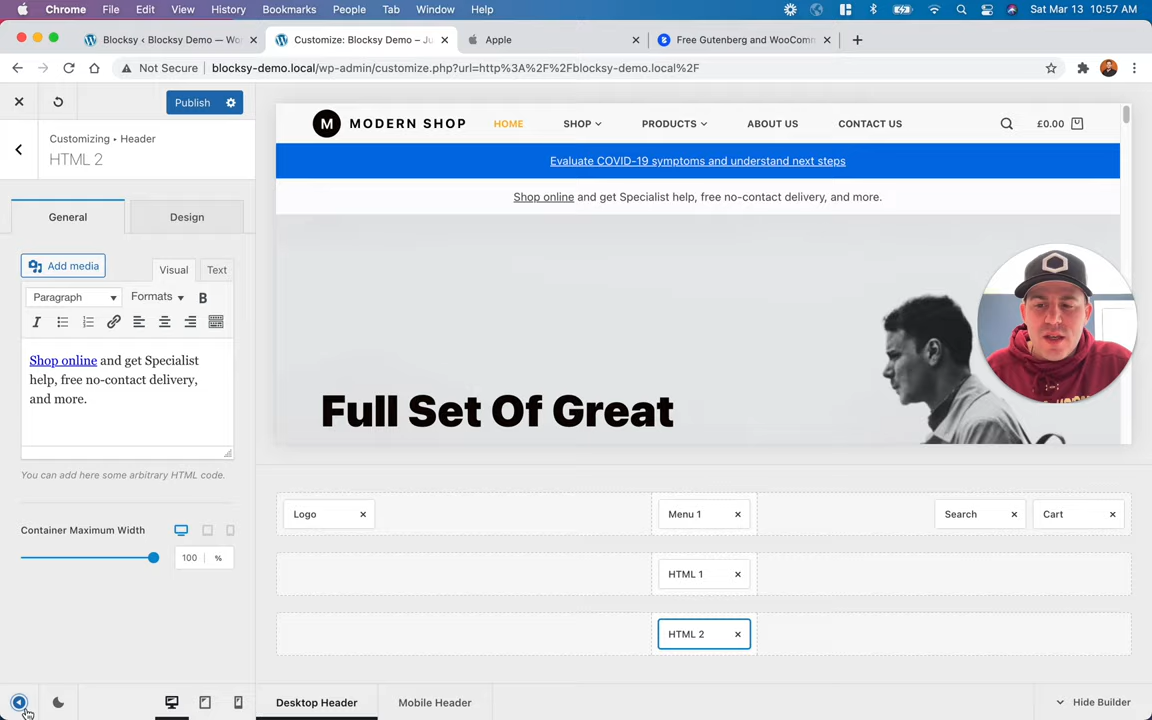 Chrome File Edit View History Bookmarks People Tab Window Help Sat Mar 13 10:57 AM
Blocksy ‹ Blocksy Demo — Wor
Customize: Blocksy Demo – Ju
Apple
Free Gutenberg and WooComm
Not Secure blocksy-demo.local/wp-admin/customize.php?url=http%3A%2F%2Fblocksy-demo.local%2F
Publish
Customizing • Header
HTML 2
General
Design
Add media
Visual
Text
Paragraph
Formats
B
I
Shop online and get Specialist
help, free no-contact delivery,
and more.
You can add here some arbitrary HTML code.
Container Maximum Width
100 %
M MODERN SHOP
HOME SHOP PRODUCTS ABOUT US CONTACT US
£0.00
Evaluate COVID-19 symptoms and understand next steps
Shop online and get Specialist help, free no-contact delivery, and more.
Full Set Of Great
Logo ×
Menu 1 ×
Search ×
Cart ×
HTML 1 ×
HTML 2 ×
Desktop Header
Mobile Header
Hide Builder